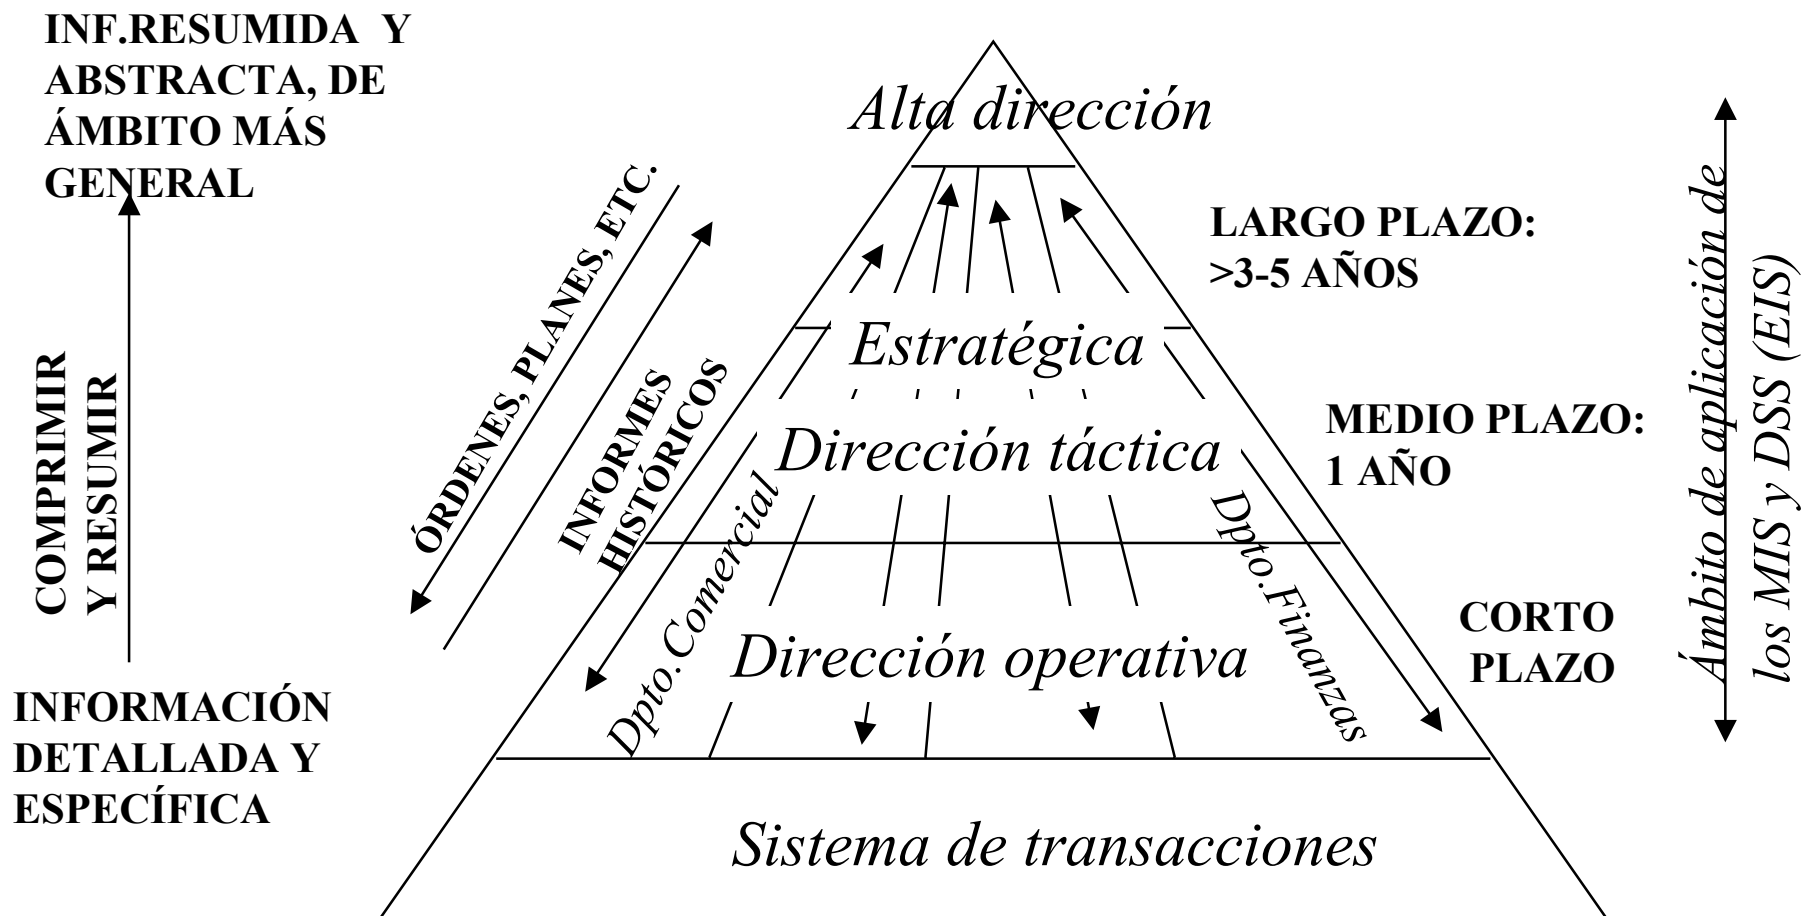 INF.RESUMIDA Y
ABSTRACTA, DE
ÁMBITO MÁS
GENERAL
COMPRIMIR
Y RESUMIR
INFORMACIÓN
DETALLADA Y
ESPECÍFICA
ÓRDENES, PLANES, ETC.
INFORMES
HISTÓRICOS
Alta dirección
Estratégica
Dirección táctica
Dpto.Comercial
Dpto.Finanzas
Dirección operativa
Sistema de transacciones
LARGO PLAZO:
>3-5 AÑOS
MEDIO PLAZO:
1 AÑO
CORTO
PLAZO
Ámbito de aplicación de
los MIS y DSS (EIS)